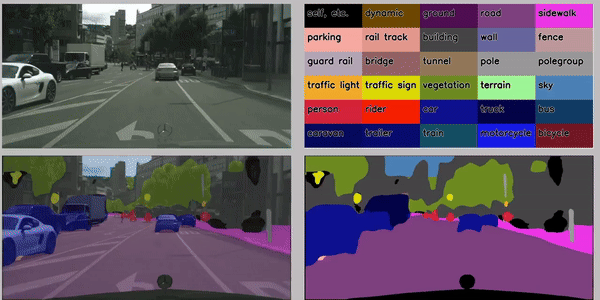 self, etc. dynamic ground road sidewalk
parking rail track building wall fence
guard rail bridge tunnel pole polegroup
traffic light traffic sign vegetation terrain sky
person rider car truck bus
caravan trailer train motorcycle bicycle